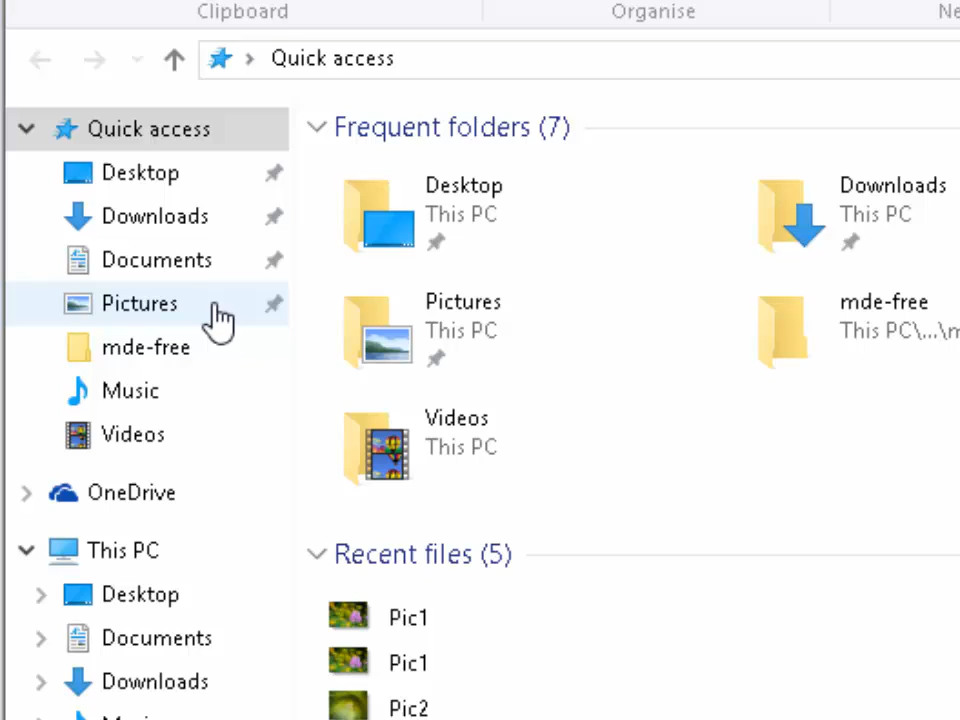 Clipboard
Organise
Ne
Quick access
Quick access
Desktop
Downloads
Documents
Pictures
mde-free
Music
Videos
OneDrive
This PC
Desktop
Documents
Downloads
Frequent folders (7)
Desktop
This PC
Downloads
This PC
Pictures
This PC
mde-free
This PC\...\m
Videos
This PC
Recent files (5)
Pic1
Pic1
Pic2